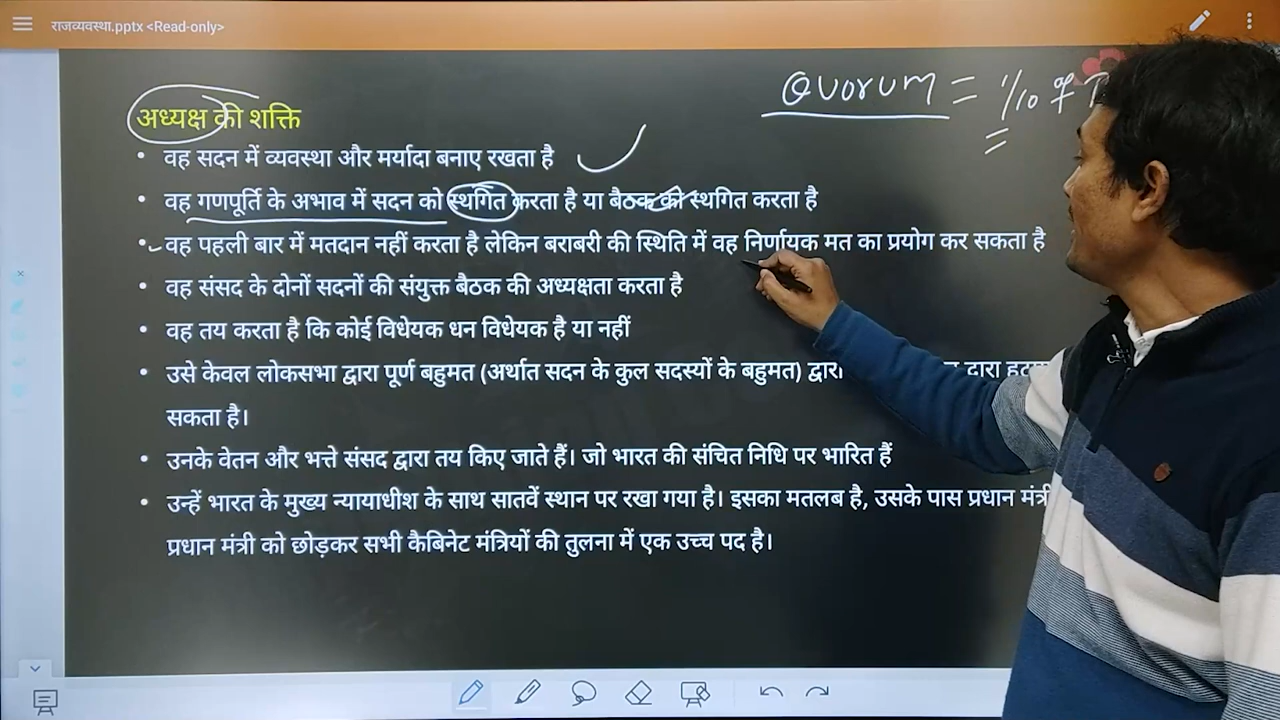 राजव्यवस्था.pptx <Read-only>
Quorum = 1/10 of T
अध्यक्ष की शक्ति
• वह सदन में व्यवस्था और मर्यादा बनाए रखता है
• वह गणपूर्ति के अभाव में सदन को स्थगित करता है या बैठक को स्थगित करता है
• वह पहली बार में मतदान नहीं करता है लेकिन बराबरी की स्थिति में वह निर्णायक मत का प्रयोग कर सकता है
• वह संसद के दोनों सदनों की संयुक्त बैठक की अध्यक्षता करता है
• वह तय करता है कि कोई विधेयक धन विधेयक है या नहीं
• उसे केवल लोकसभा द्वारा पूर्ण बहुमत (अर्थात सदन के कुल सदस्यों के बहुमत) द्वारा
सकता है।
• उनके वेतन और भत्ते संसद द्वारा तय किए जाते हैं। जो भारत की संचित निधि पर भारित हैं
• उन्हें भारत के मुख्य न्यायाधीश के साथ सातवें स्थान पर रखा गया है। इसका मतलब है, उसके पास प्रधान मंत्री
प्रधान मंत्री को छोड़कर सभी कैबिनेट मंत्रियों की तुलना में एक उच्च पद है।